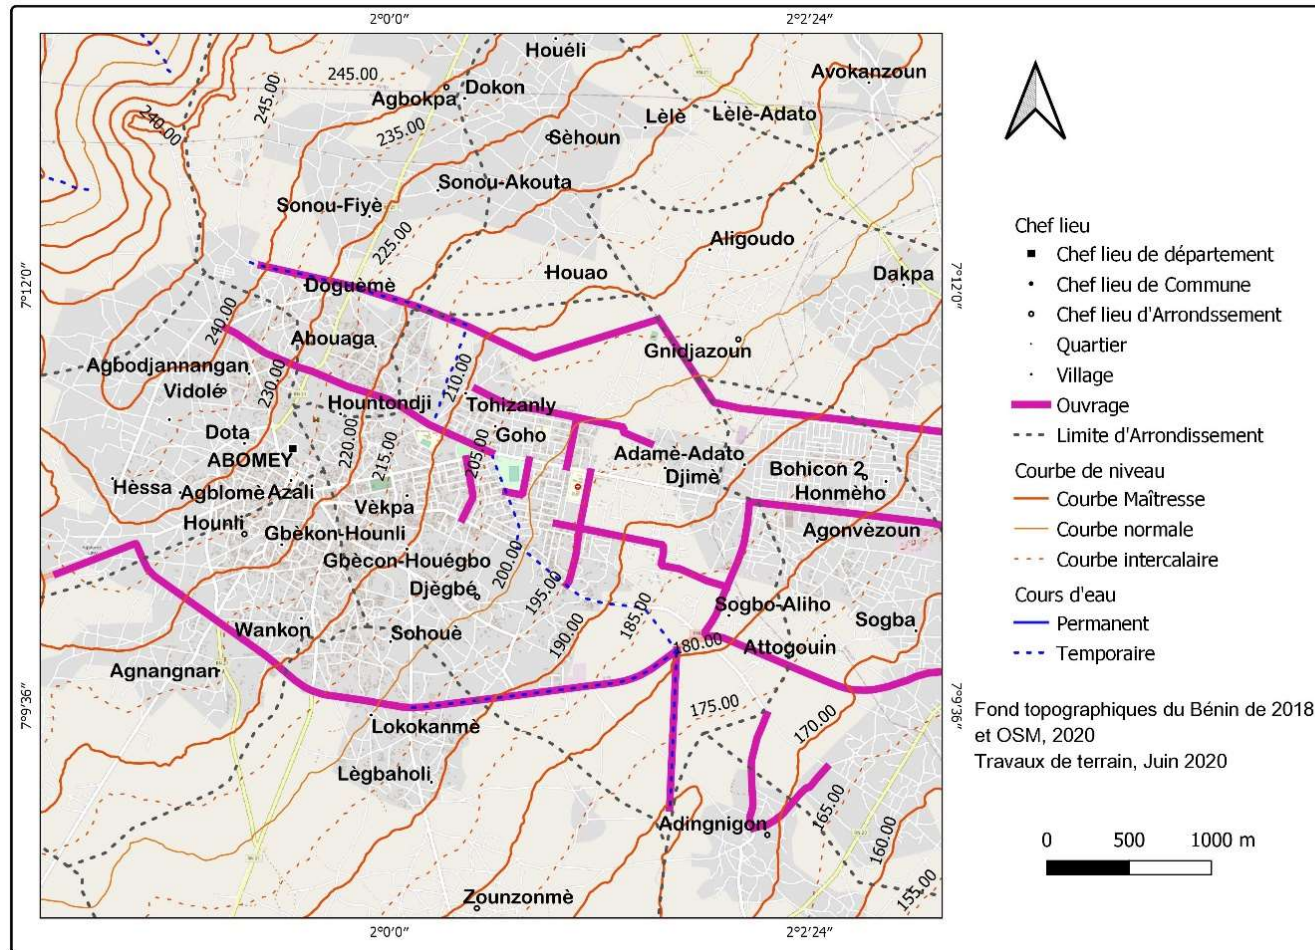 2°0'0"
2°2'24"
Houéli
Avokanzoun
245.00
Dokon
Agbokpa
245.00
Lèlè-Adato
Lèlè
240.00
235.00
Sèhoun
Sonou-Akouta
Sonou-Fiyè
225.00
Aligoudo
Houao
Dakpa
7°12'0"
7°12'0"
Doguèmè
240.00
Abouaga
Gnidjazoun
Agbodjannangan
Vidolé
230.00
210.00
Hountondji
Tohizanly
Dota
220.00
215.00
205.00
Goho
Adamè-Adato
ABOMEY
Djimè
Bohicon 2
Hèssa
Agblomè
Azali
Honmèho
Vèkpa
Hounli
Gbèkon-Hounli
Agonvèzoun
Gbècon-Houégbo
200.00
Djègbé
195.00
185.00
Sogbo-Aliho
Sogba
Wankon
Sohouè
190.00
180.00
Attogouin
Agnangnan
7°9'36"
7°9'36"
175.00
170.00
Lokokanmè
Lègbaholi
165.00
Adingnigon
160.00
155.00
Zounzonmè
2°0'0"
2°2'24"
Chef lieu
Chef lieu de département
Chef lieu de Commune
Chef lieu d'Arrondssement
Quartier
Village
Ouvrage
Limite d'Arrondissement
Courbe de niveau
Courbe Maîtresse
Courbe normale
Courbe intercalaire
Cours d'eau
Permanent
Temporaire
Fond topographiques du Bénin de 2018
et OSM, 2020
Travaux de terrain, Juin 2020
0 500 1000 m